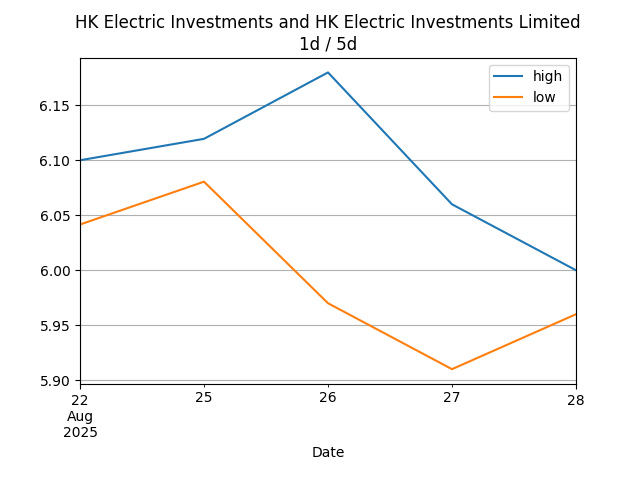 HK Electric Investments and HK Electric Investments Limited
1d / 5d
high
low
6.15
6.10
6.05
6.00
5.95
5.90
22 25 26 27 28
Aug
2025
Date